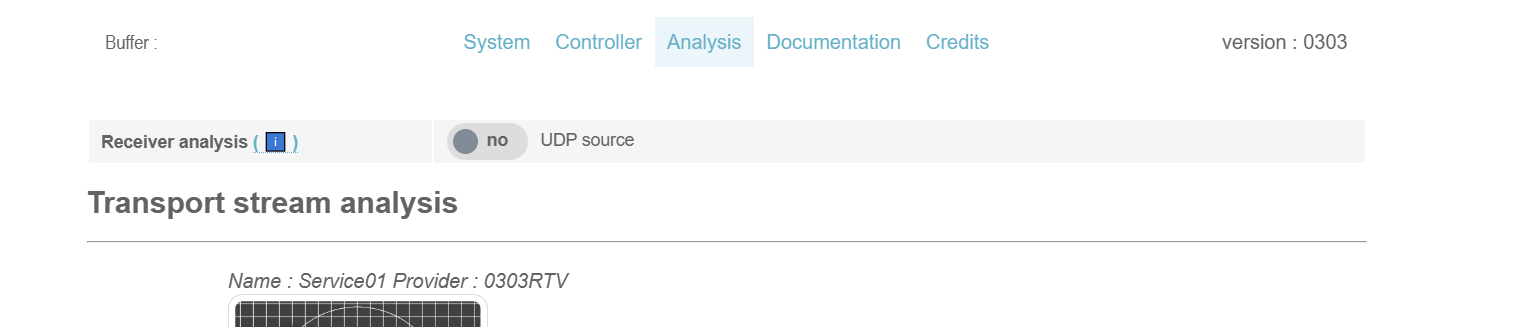 Buffer : System Controller Analysis Documentation Credits version : 0303
Receiver analysis ( i ) no UDP source
Transport stream analysis
Name : Service01 Provider : 0303RTV